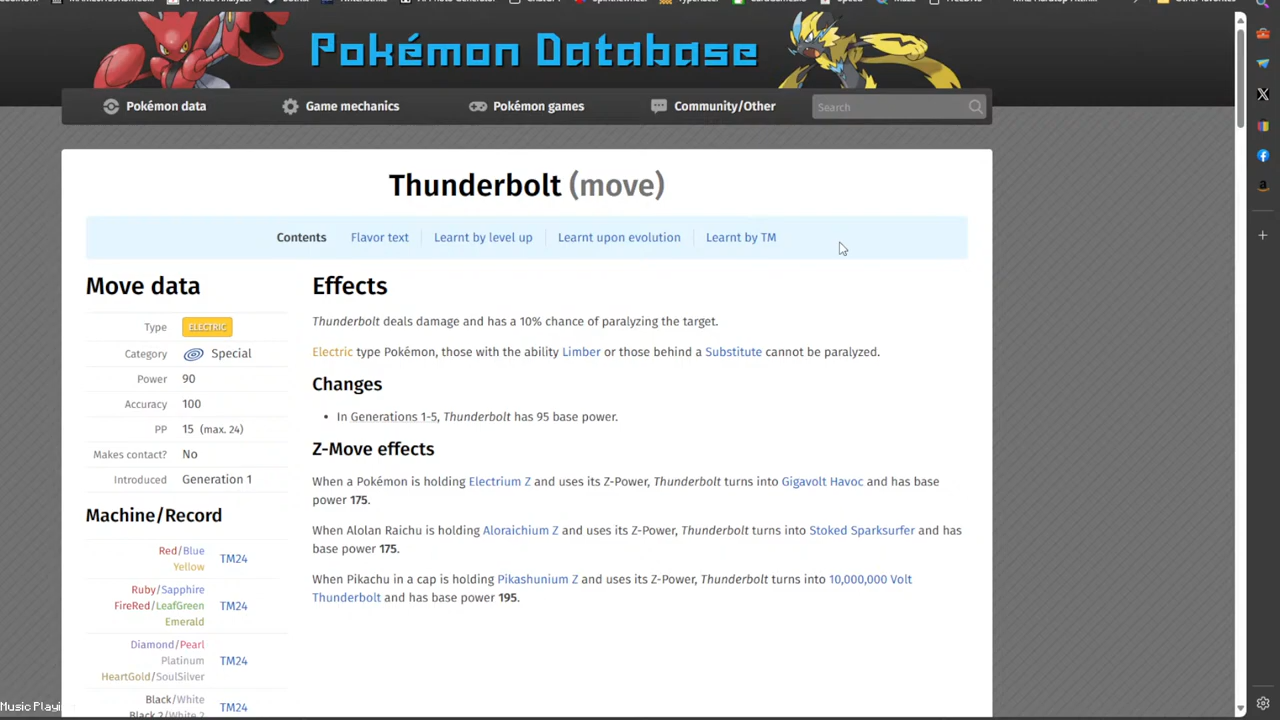 Pokémon Database
Pokémon data
Game mechanics
Pokémon games
Community/Other
Search
Thunderbolt (move)
Contents
Flavor text
Learnt by level up
Learnt upon evolution
Learnt by TM
Move data
Type ELECTRIC
Category Special
Power 90
Accuracy 100
PP 15 (max. 24)
Makes contact? No
Introduced Generation 1
Machine/Record
Red/Blue
Yellow
TM24
Ruby/Sapphire
FireRed/LeafGreen
Emerald
TM24
Diamond/Pearl
Platinum
HeartGold/SoulSilver
TM24
Black/White
Black 2/White 2
TM24
Effects
Thunderbolt deals damage and has a 10% chance of paralyzing the target.
Electric type Pokémon, those with the ability Limber or those behind a Substitute cannot be paralyzed.
Changes
• In Generations 1-5, Thunderbolt has 95 base power.
Z-Move effects
When a Pokémon is holding Electrium Z and uses its Z-Power, Thunderbolt turns into Gigavolt Havoc and has base
power 175.
When Alolan Raichu is holding Aloraichium Z and uses its Z-Power, Thunderbolt turns into Stoked Sparksurfer and has
base power 175.
When Pikachu in a cap is holding Pikashunium Z and uses its Z-Power, Thunderbolt turns into 10,000,000 Volt
Thunderbolt and has base power 195.
Music Playi